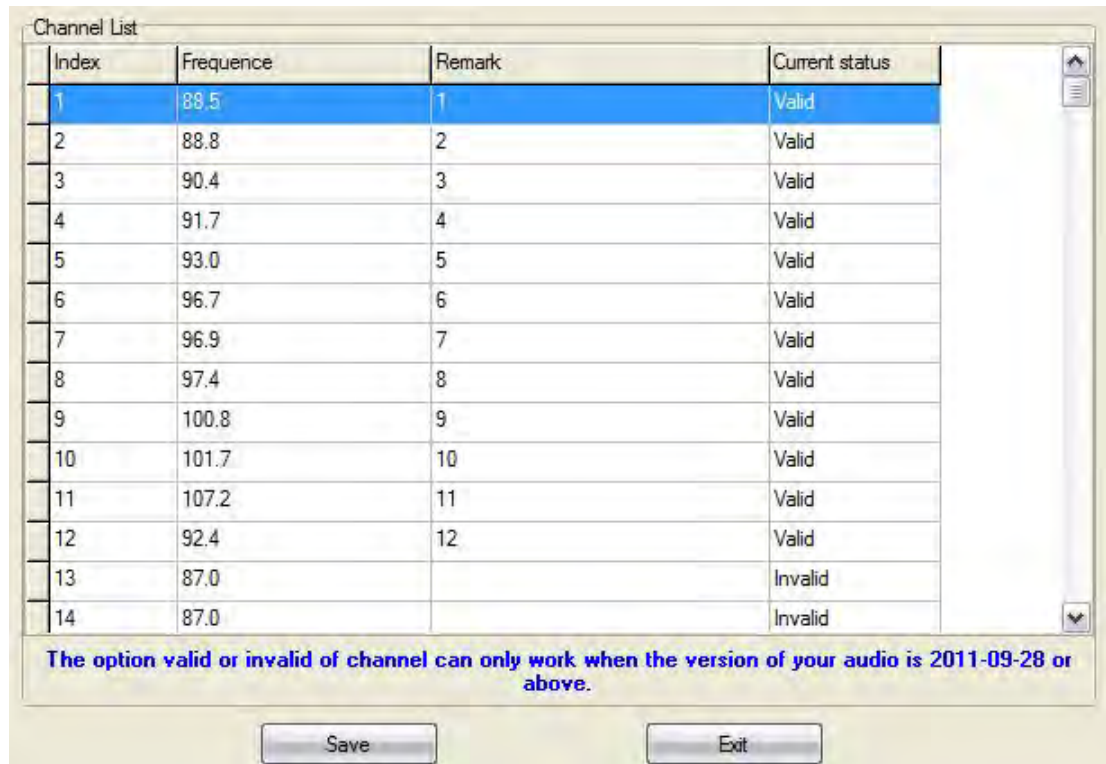 Channel List
Index Frequence Remark Current status
1 88.5 1 Valid
2 88.8 2 Valid
3 90.4 3 Valid
4 91.7 4 Valid
5 93.0 5 Valid
6 96.7 6 Valid
7 96.9 7 Valid
8 97.4 8 Valid
9 100.8 9 Valid
10 101.7 10 Valid
11 107.2 11 Valid
12 92.4 12 Valid
13 87.0 Invalid
14 87.0 Invalid
The option valid or invalid of channel can only work when the version of your audio is 2011-09-28 or
above.
Save Exit